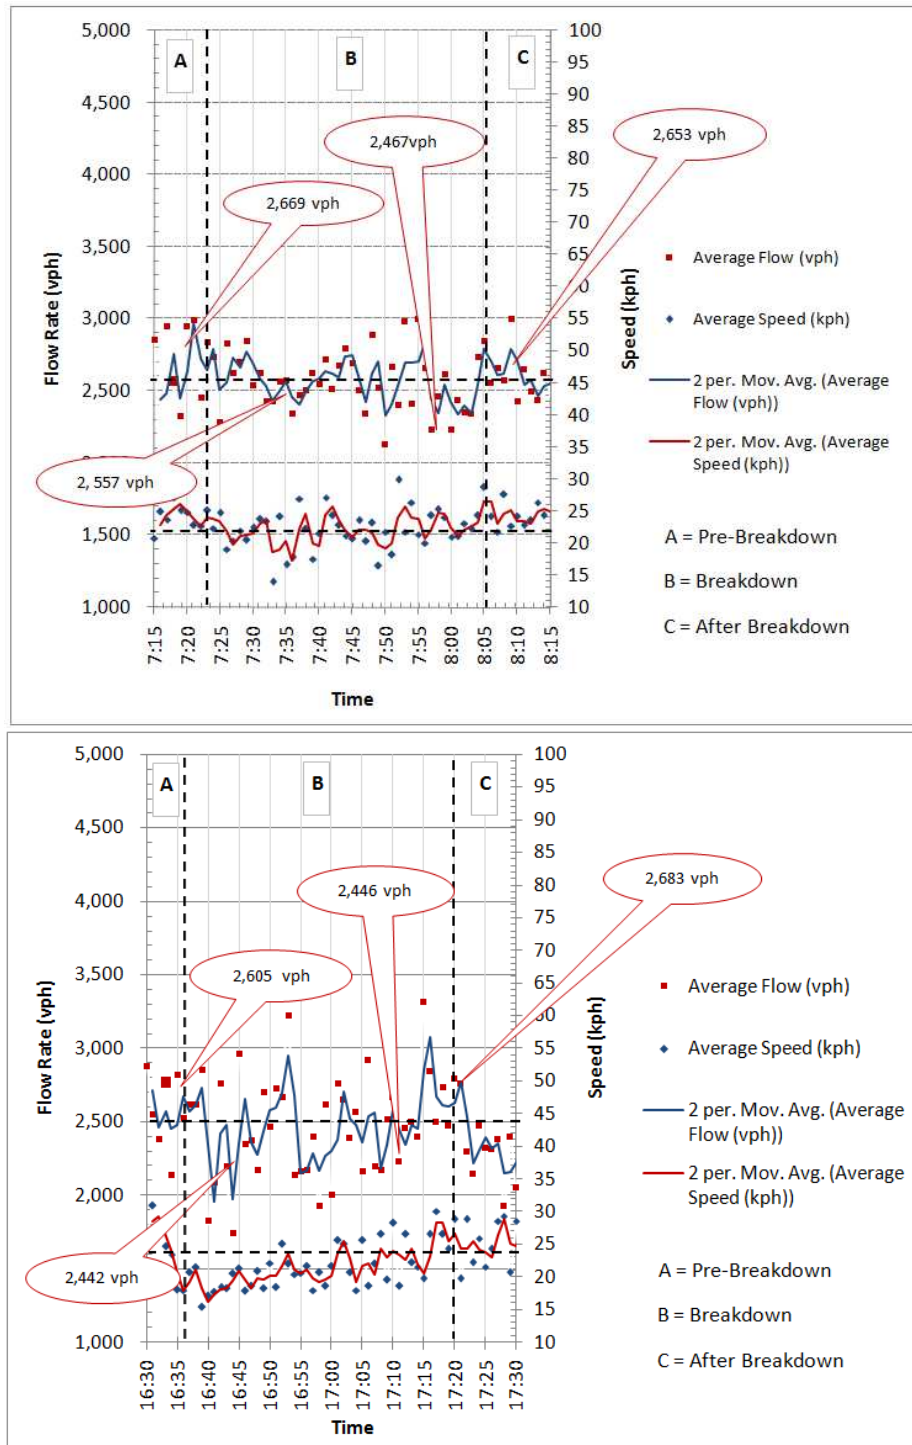 5,000
4,500
4,000
3,500
3,000
2,500
1,500
1,000
Flow Rate (vph)
A
B
C
2,467vph
2,653 vph
2,669 vph
2, 557 vph
100
95
90
85
80
75
70
65
60
55
50
45
40
35
30
25
20
15
10
Speed (kph)
7:15
7:20
7:25
7:30
7:35
7:40
7:45
7:50
7:55
8:00
8:05
8:10
8:15
Time
Average Flow (vph)
Average Speed (kph)
2 per. Mov. Avg. (Average
Flow (vph))
2 per. Mov. Avg. (Average
Speed (kph))
A = Pre-Breakdown
B = Breakdown
C = After Breakdown
5,000
4,500
4,000
3,500
3,000
2,500
2,000
1,000
Flow Rate (vph)
A
B
C
2,446 vph
2,683 vph
2,605 vph
2,442 vph
100
95
90
85
80
75
70
65
60
55
50
45
40
35
30
25
20
15
10
Speed (kph)
16:30
16:35
16:40
16:45
16:50
16:55
17:00
17:05
17:10
17:15
17:20
17:25
17:30
Time
Average Flow (vph)
Average Speed (kph)
2 per. Mov. Avg. (Average
Flow (vph))
2 per. Mov. Avg. (Average
Speed (kph))
A = Pre-Breakdown
B = Breakdown
C = After Breakdown